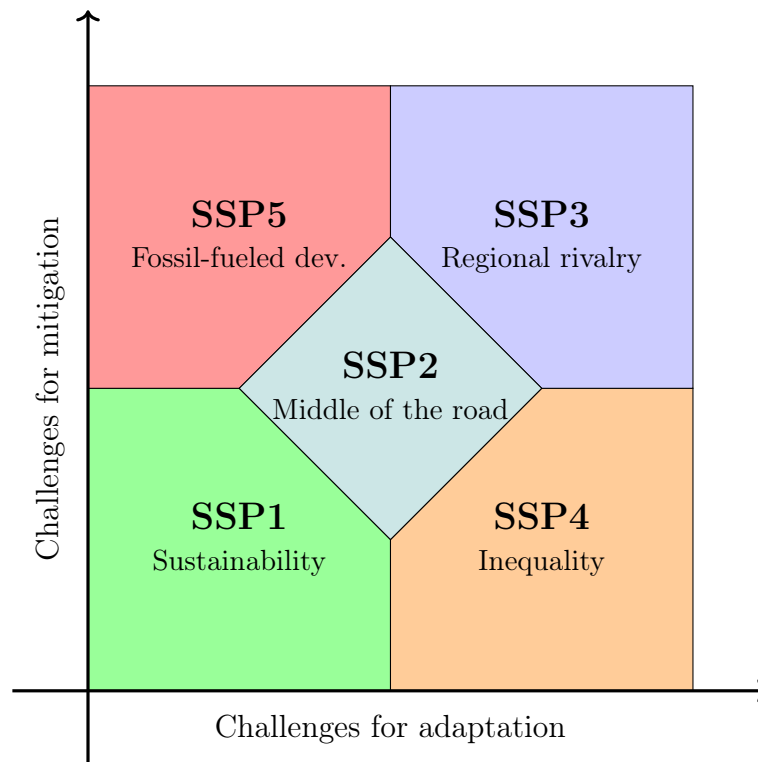 SSP5
Fossil-fueled dev.
SSP3
Regional rivalry
SSP2
Middle of the road
SSP1
Sustainability
SSP4
Inequality
Challenges for mitigation
Challenges for adaptation